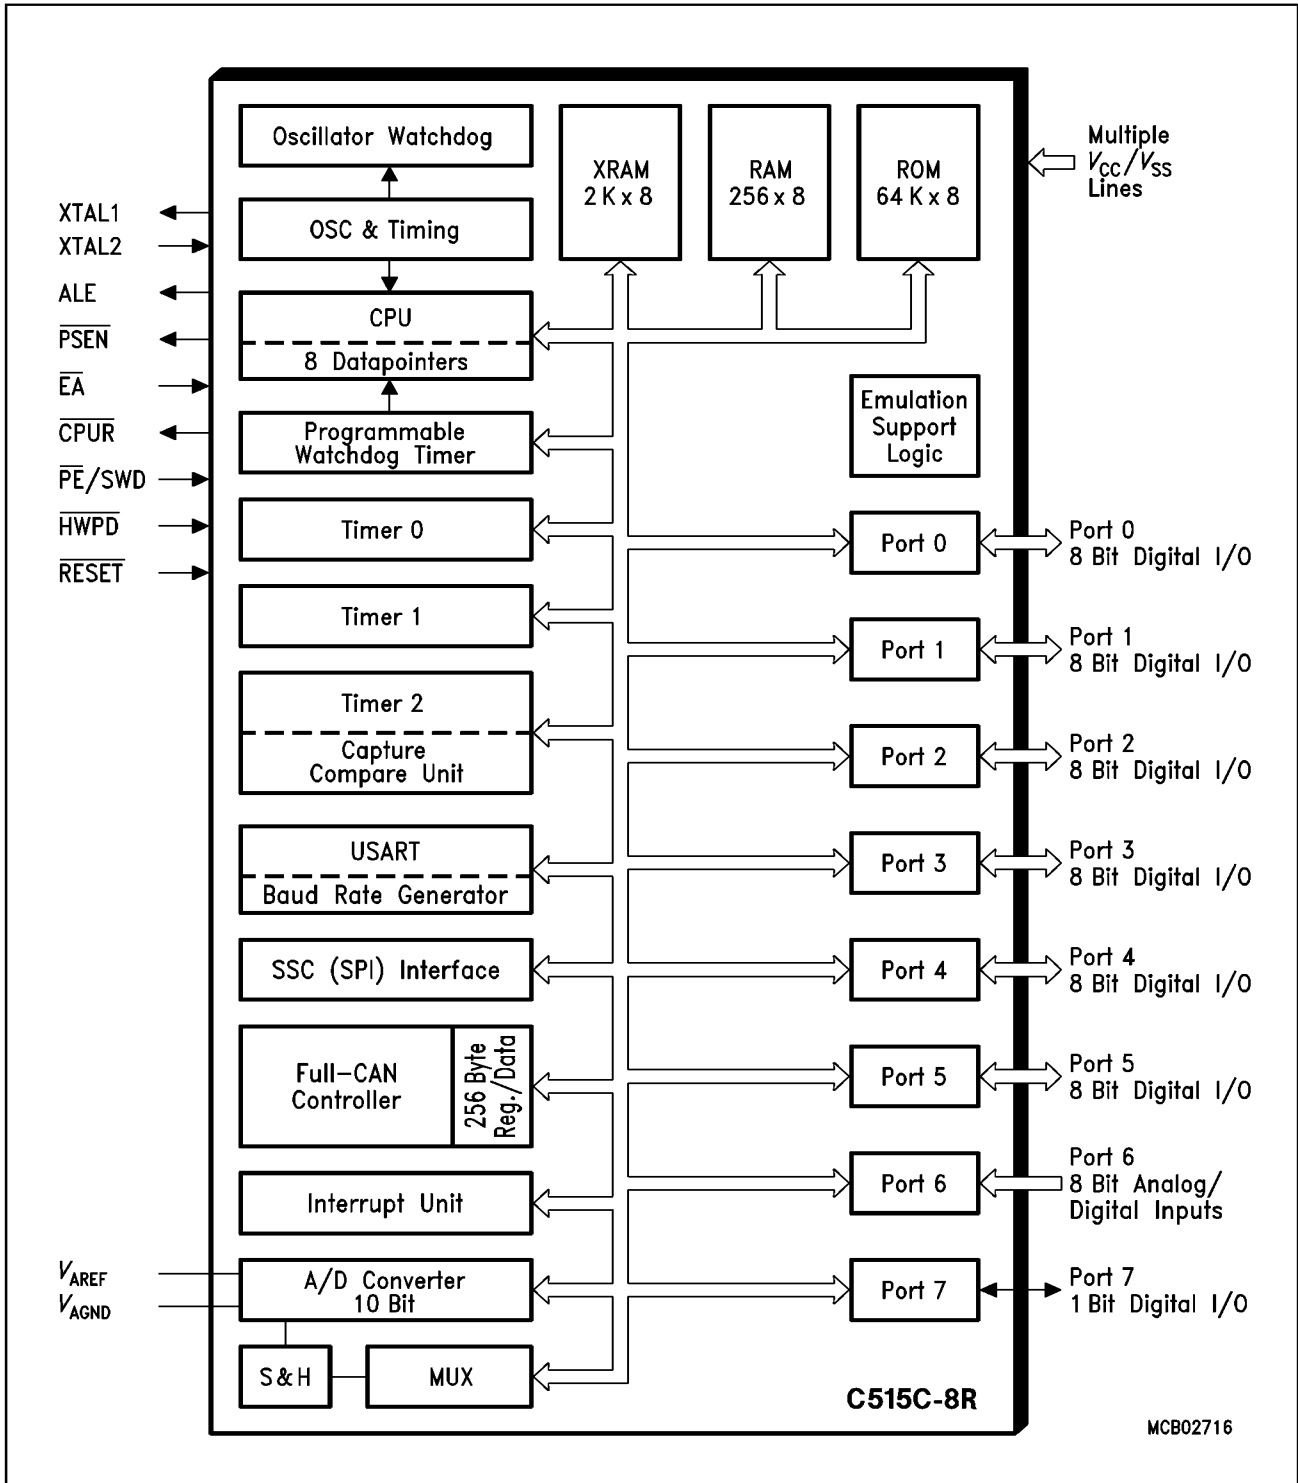 Oscillator Watchdog
OSC & Timing
CPU
8 Datapointers
Programmable
Watchdog Timer
Timer 0
Timer 1
Timer 2
Capture
Compare Unit
USART
Baud Rate Generator
SSC (SPI) Interface
Full-CAN
Controller
256 Byte
Reg./Data
Interrupt Unit
A/D Converter
10 Bit
S&H
MUX
XRAM
2 K x 8
RAM
256 x 8
ROM
64 K x 8
Emulation
Support
Logic
Port 0
Port 1
Port 2
Port 3
Port 4
Port 5
Port 6
Port 7
C515C-8R
XTAL1
XTAL2
ALE
PSEN
EA
CPUR
PE/SWD
HWPD
RESET
VAREF
VAGND
Multiple
VCC/VSS
Lines
Port 0
8 Bit Digital I/O
Port 1
8 Bit Digital I/O
Port 2
8 Bit Digital I/O
Port 3
8 Bit Digital I/O
Port 4
8 Bit Digital I/O
Port 5
8 Bit Digital I/O
Port 6
8 Bit Analog/
Digital Inputs
Port 7
1 Bit Digital I/O
MCB02716